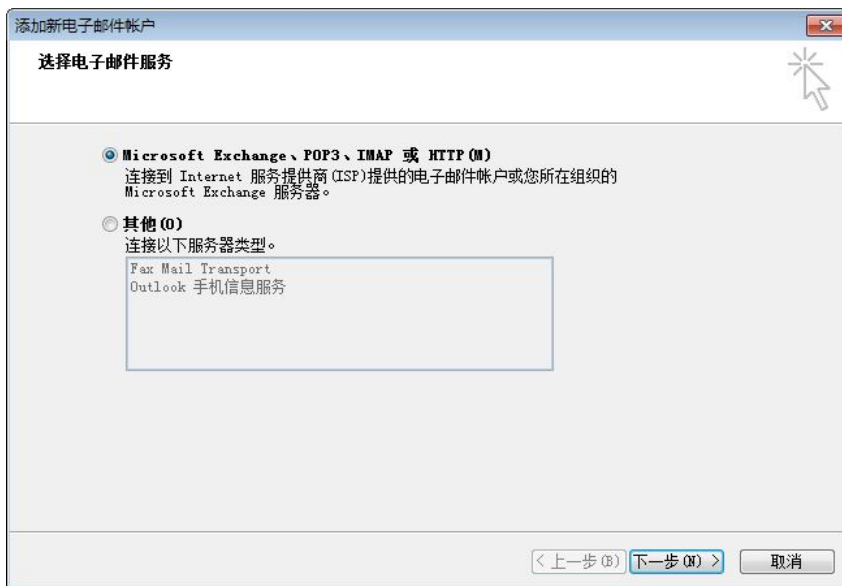 添加新电子邮件帐户
选择电子邮件服务
Microsoft Exchange、POP3、IMAP 或 HTTP(M)
连接到 Internet 服务提供商(ISP)提供的电子邮件帐户或您所在组织的
Microsoft Exchange 服务器。
其他(O)
连接以下服务器类型。
Fax Mail Transport
Outlook 手机信息服务
< 上一步(B) 下一步(N) > 取消